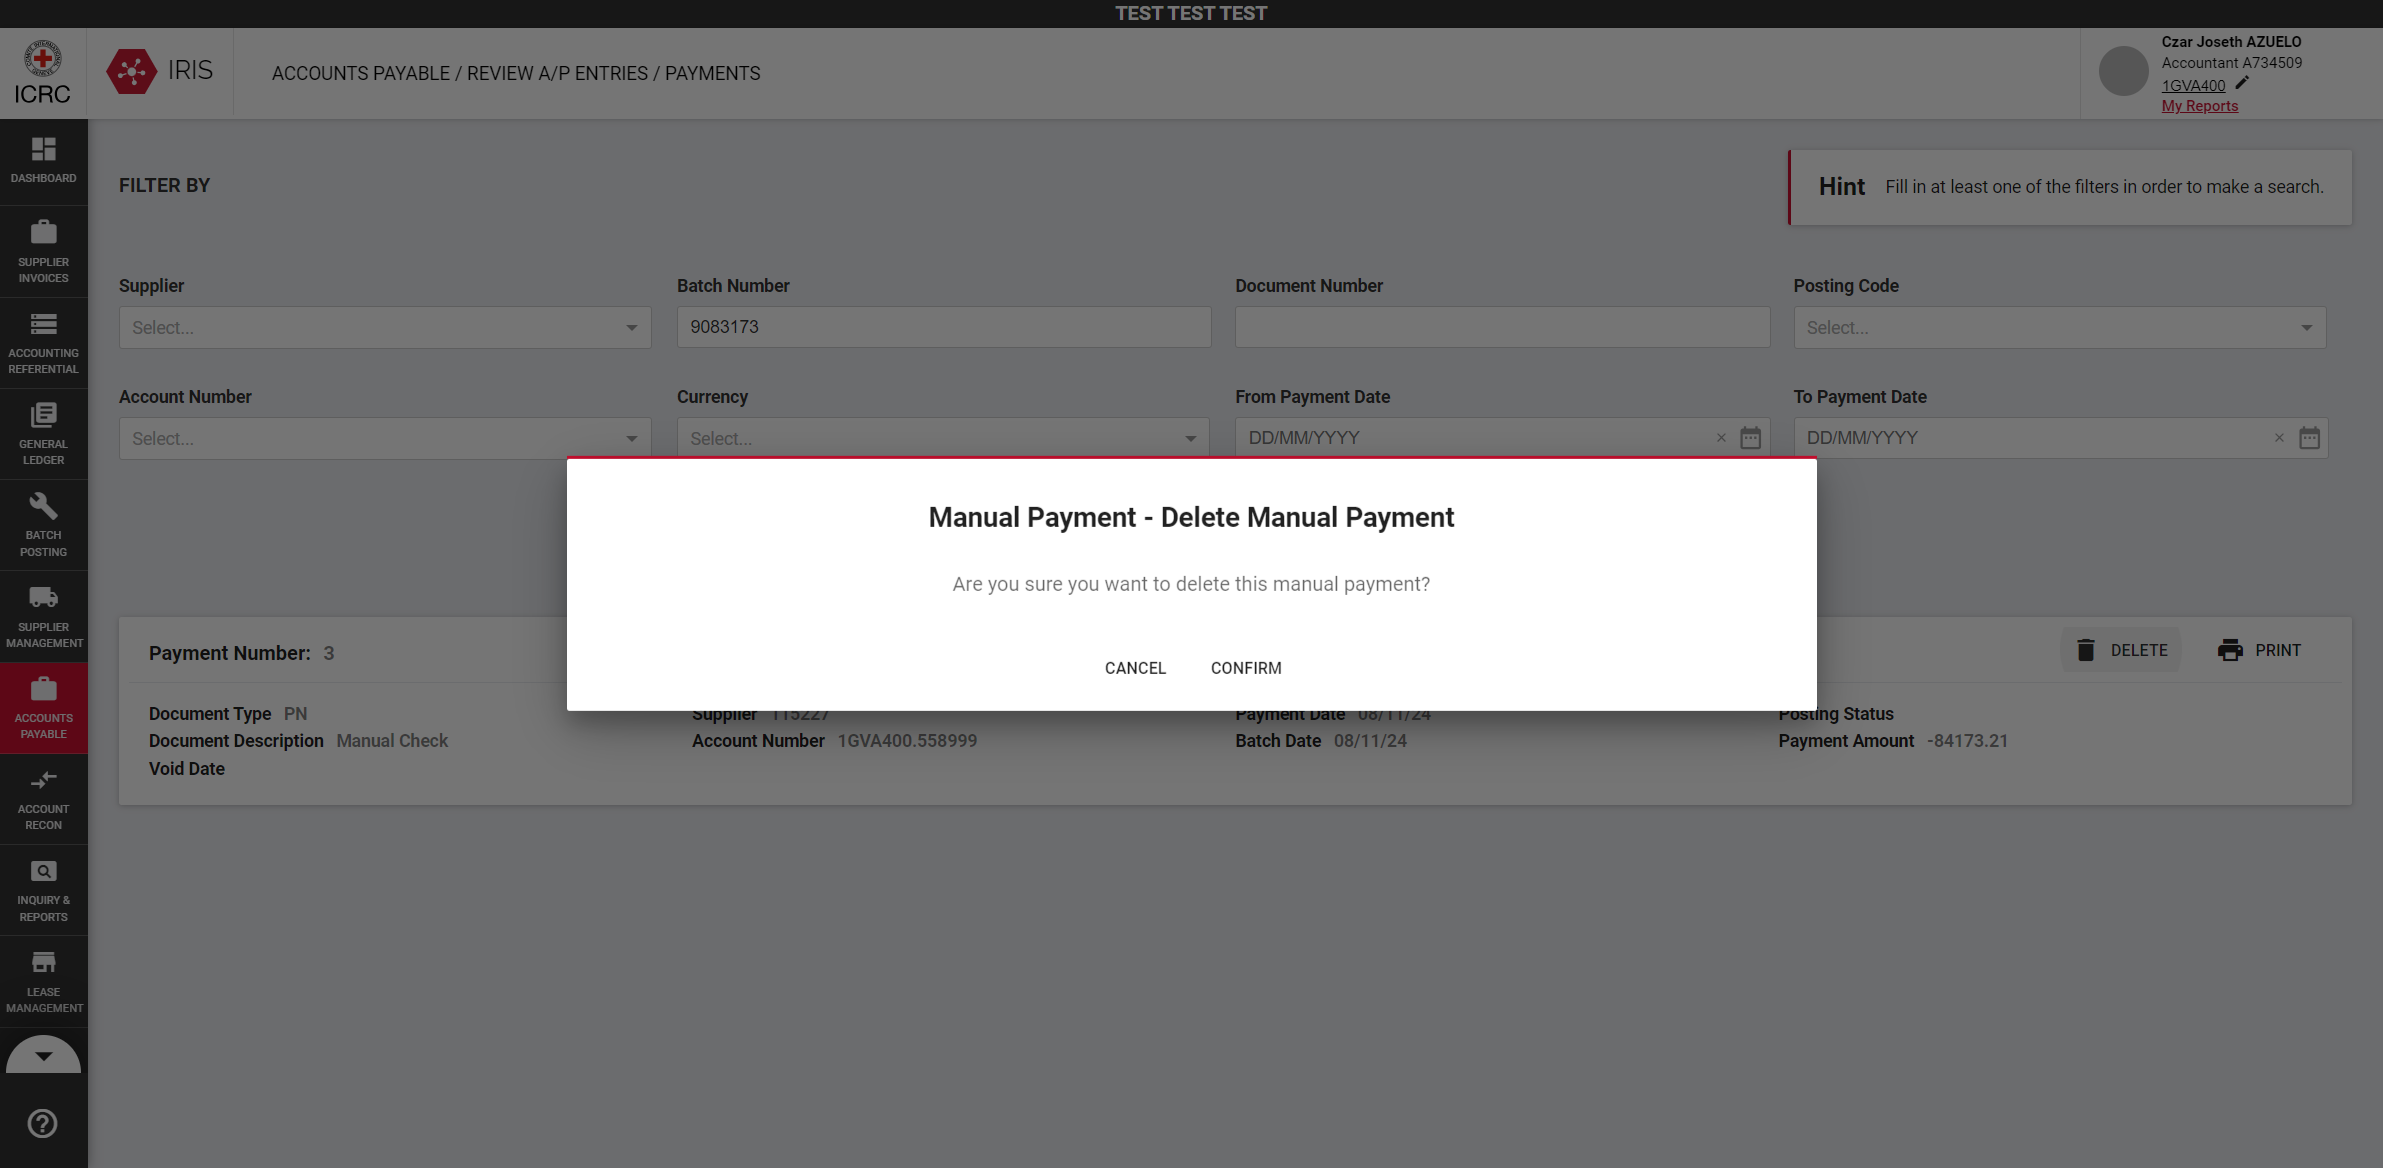 TEST TEST TEST
ICRC
IRIS
ACCOUNTS PAYABLE / REVIEW A/P ENTRIES / PAYMENTS
Czar Joseth AZUELO
Accountant A734509
1GVA400
My Reports
DASHBOARD
SUPPLIER
INVOICES
ACCOUNTING
REFERENTIAL
GENERAL
LEDGER
BATCH
POSTING
SUPPLIER
MANAGEMENT
ACCOUNTS
PAYABLE
ACCOUNT
RECON
INQUIRY &
REPORTS
LEASE
MANAGEMENT
FILTER BY
Hint Fill in at least one of the filters in order to make a search.
Supplier Batch Number Document Number Posting Code
Select... 9083173 Select...
Account Number Currency From Payment Date To Payment Date
Select... Select... DD/MM/YYYY × DD/MM/YYYY ×
Manual Payment - Delete Manual Payment
Are you sure you want to delete this manual payment?
CANCEL CONFIRM
Payment Number: 3 DELETE PRINT
Document Type PN Supplier 115227 Payment Date 08/11/24 Posting Status
Document Description Manual Check Account Number 1GVA400.558999 Batch Date 08/11/24 Payment Amount -84173.21
Void Date